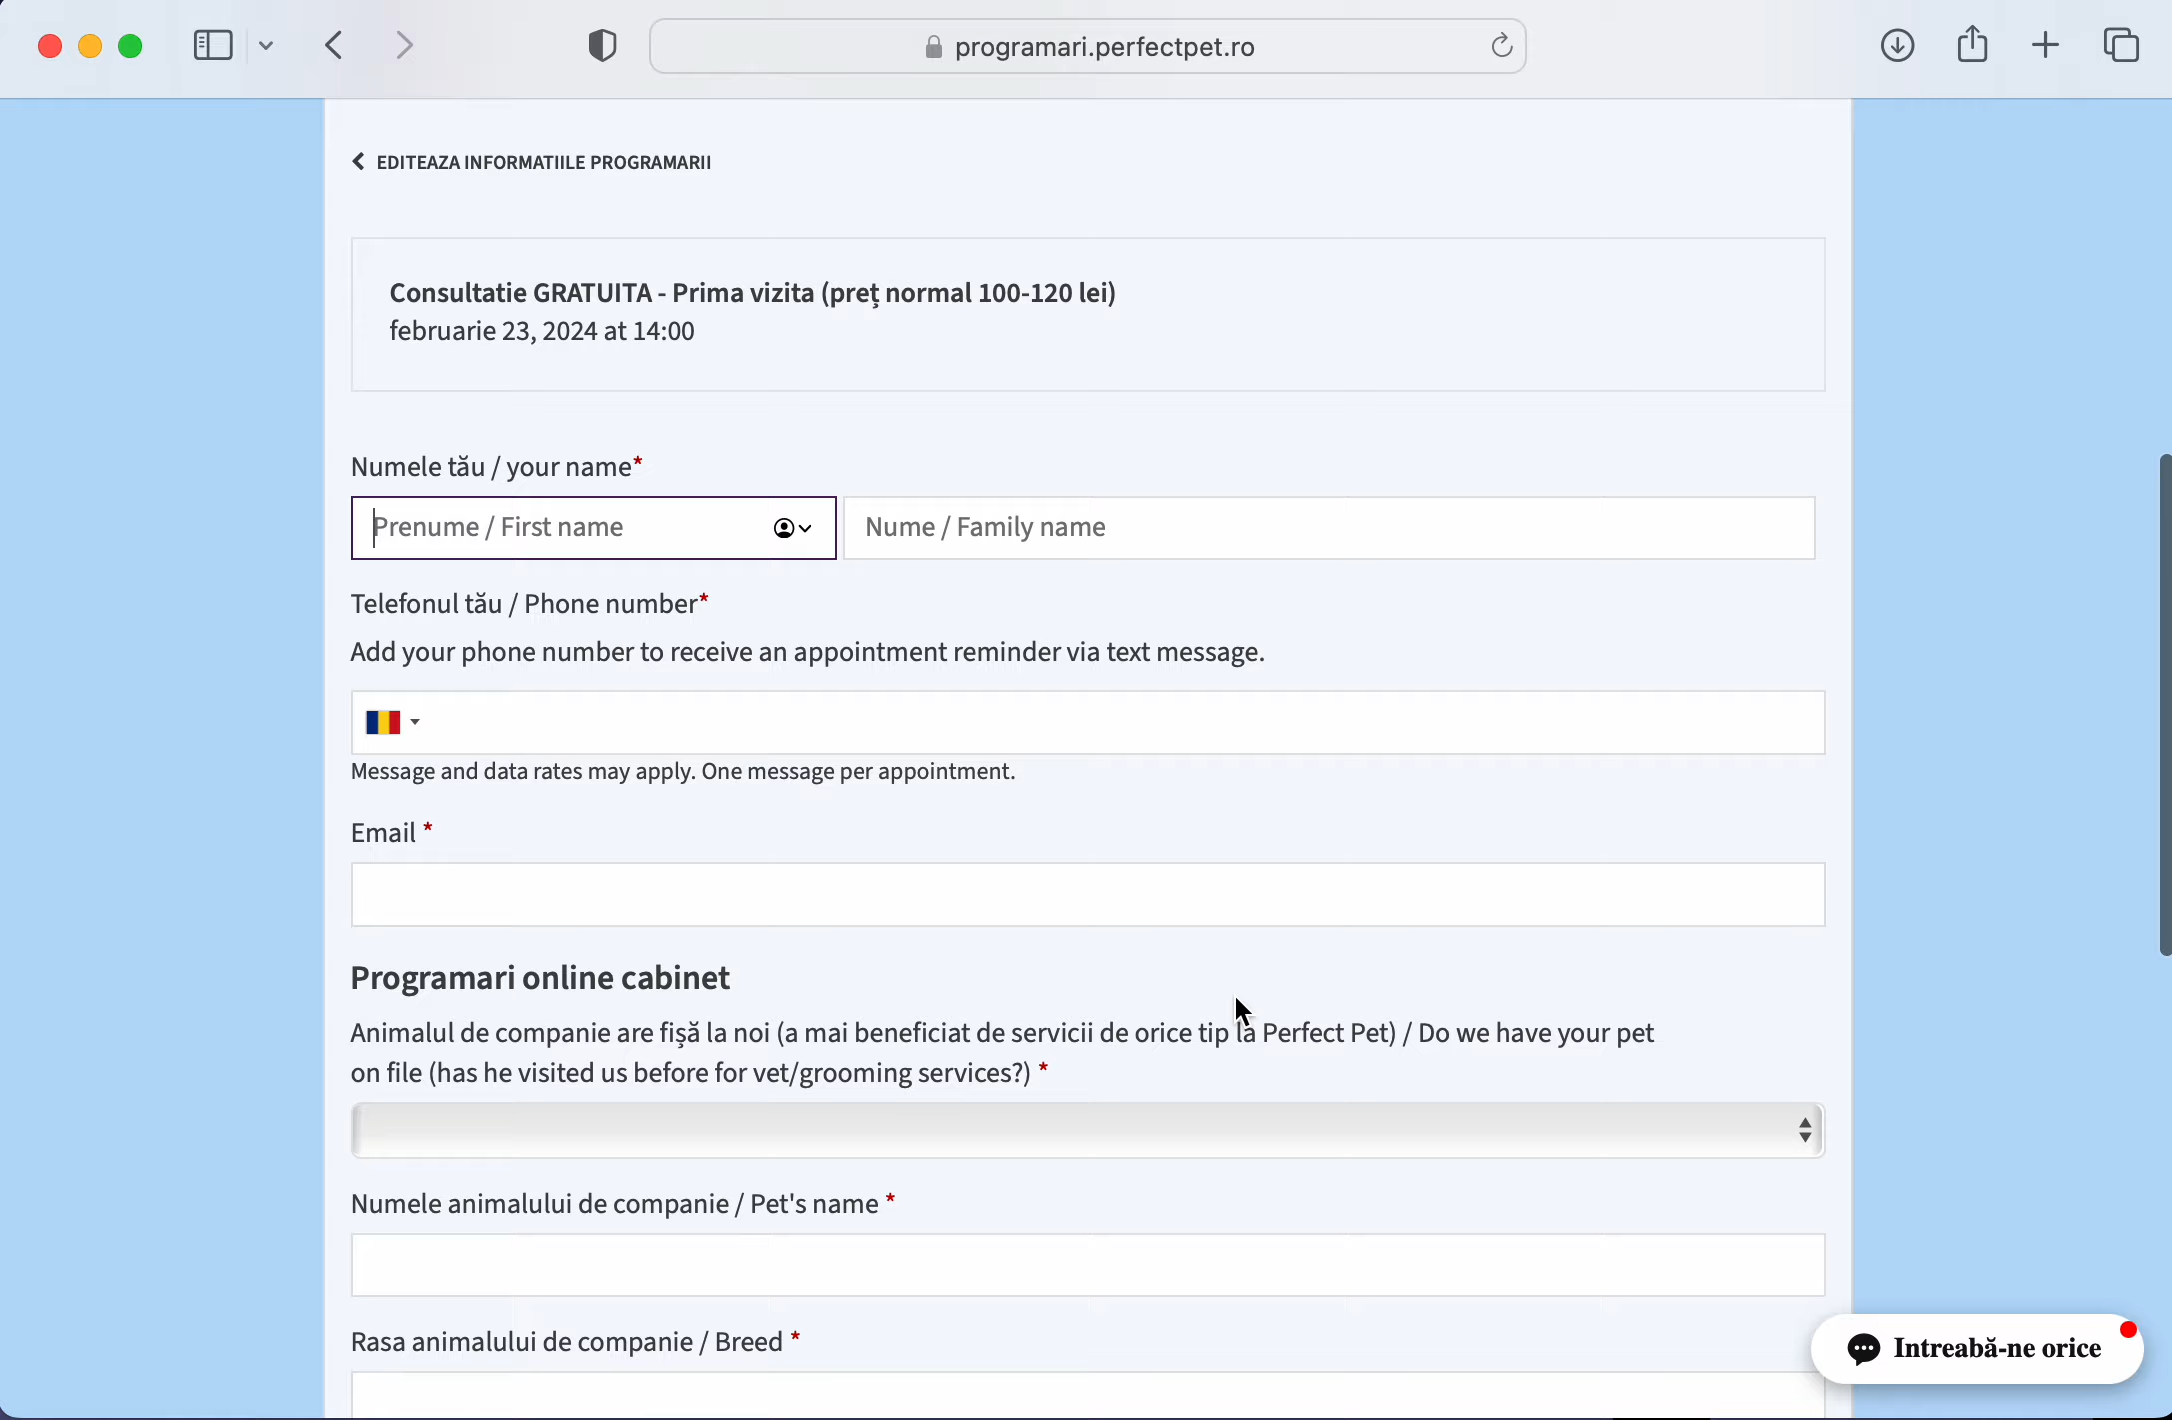 programari.perfectpet.ro
EDITEAZA INFORMATIILE PROGRAMARII
Consultatie GRATUITA - Prima vizita (preț normal 100-120 lei)
februarie 23, 2024 at 14:00
Numele tău / your name*
Prenume / First name
Nume / Family name
Telefonul tău / Phone number*
Add your phone number to receive an appointment reminder via text message.
Message and data rates may apply. One message per appointment.
Email *
Programari online cabinet
Animalul de companie are fișă la noi (a mai beneficiat de servicii de orice tip la Perfect Pet) / Do we have your pet
on file (has he visited us before for vet/grooming services?) *
Numele animalului de companie / Pet's name *
Rasa animalului de companie / Breed *
Intreabă-ne orice